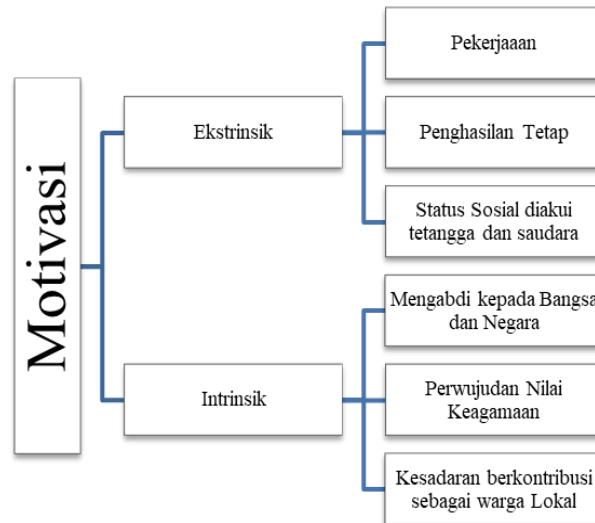 Motivasi
Ekstrinsik
Pekerjaaan
Penghasilan Tetap
Status Sosial diakui
tetangga dan saudara
Intrinsik
Mengabdi kepada Bangsa
dan Negara
Perwujudan Nilai
Keagamaan
Kesadaran berkontribusi
sebagai warga Lokal